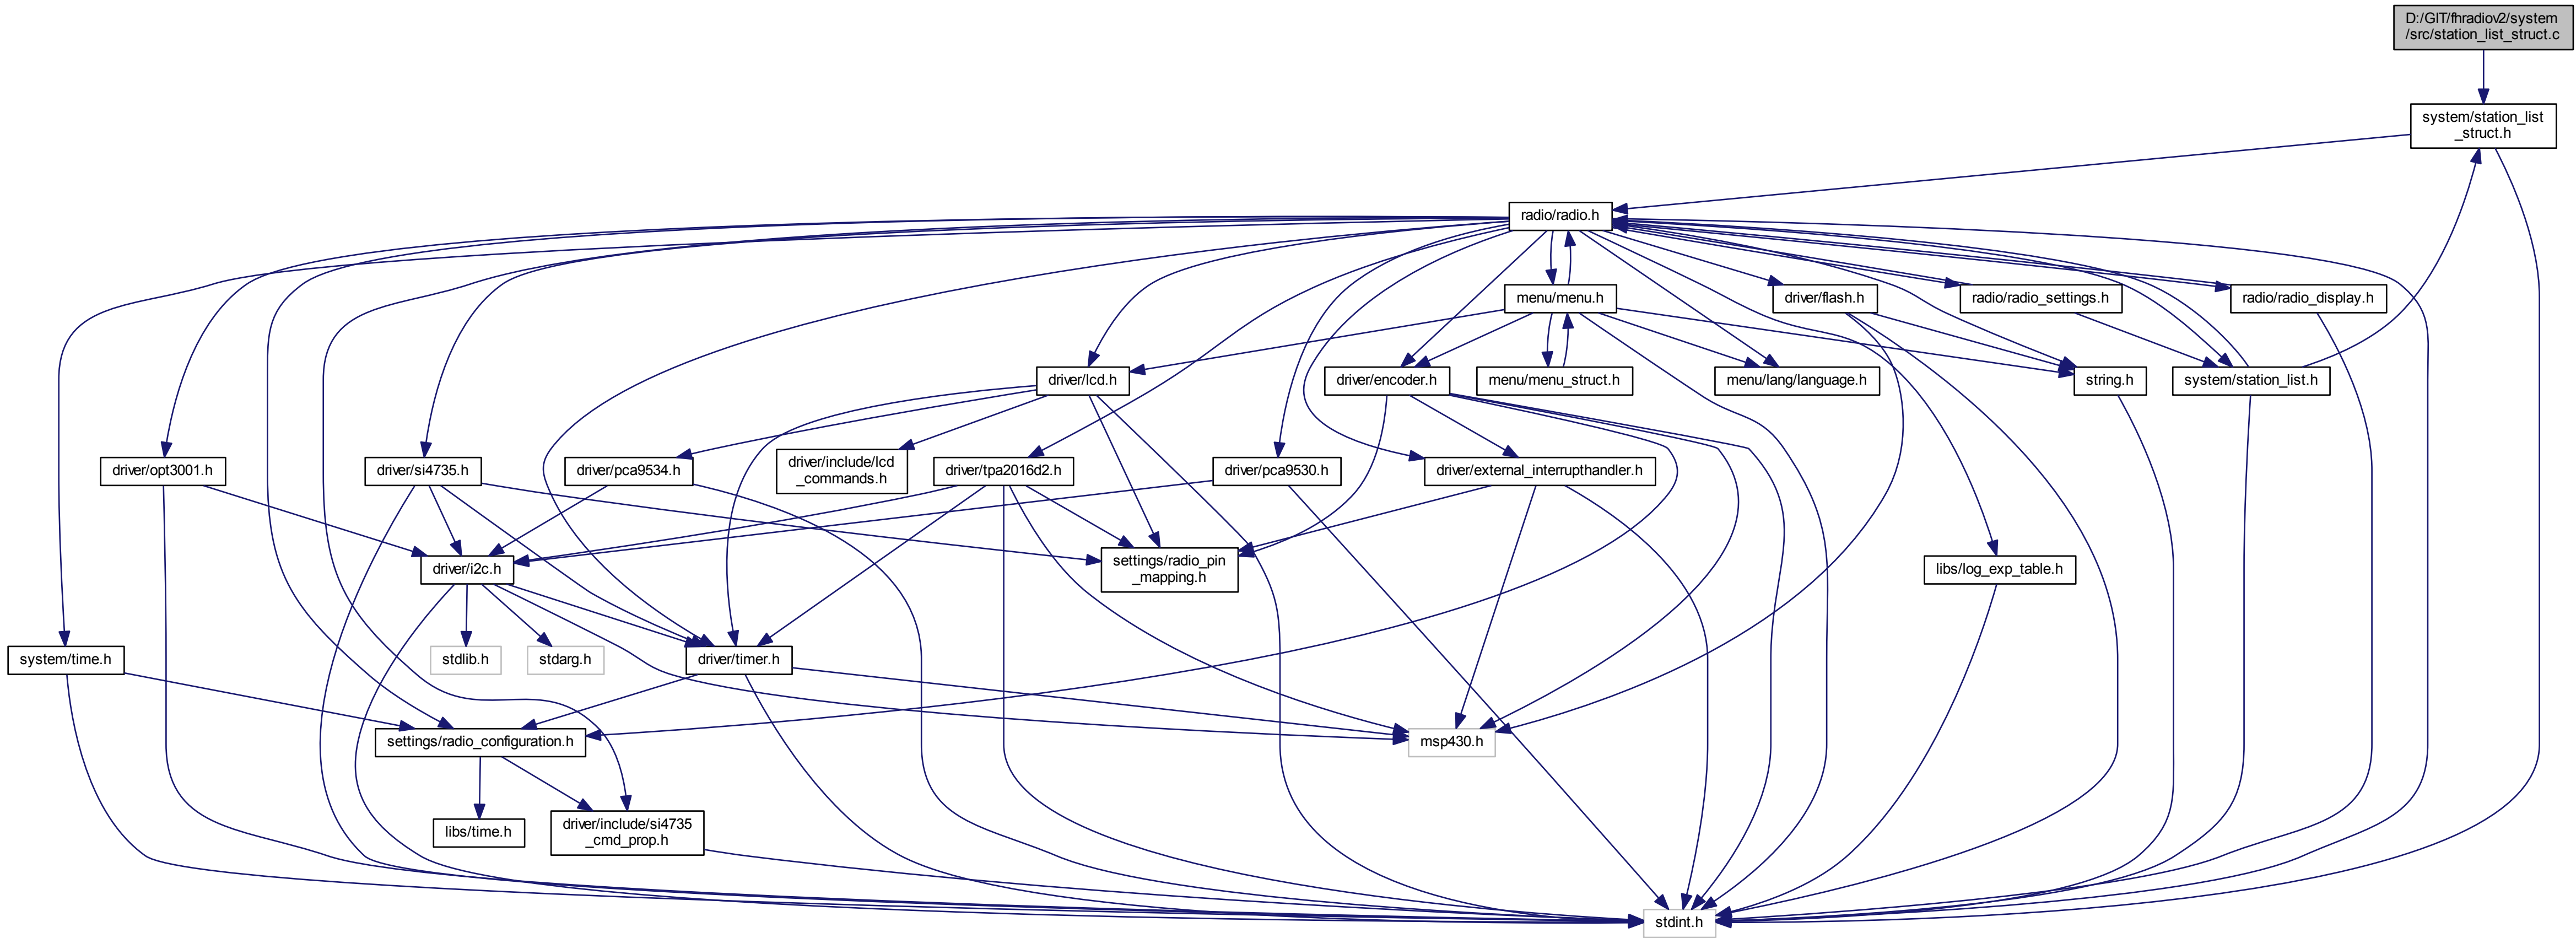 D:/GIT/fhradiov2/system
/src/station_list_struct.c
system/station_list
_struct.h
radio/radio.h
menu/menu.h
driver/flash.h
radio/radio_settings.h
radio/radio_display.h
driver/lcd.h
driver/encoder.h
menu/menu_struct.h
menu/lang/language.h
string.h
system/station_list.h
driver/opt3001.h
driver/si4735.h
driver/pca9534.h
driver/include/lcd
_commands.h
driver/tpa2016d2.h
driver/pca9530.h
driver/external_interrupthandler.h
driver/i2c.h
settings/radio_pin
_mapping.h
libs/log_exp_table.h
system/time.h
stdlib.h
stdarg.h
driver/timer.h
settings/radio_configuration.h
msp430.h
libs/time.h
driver/include/si4735
_cmd_prop.h
stdint.h